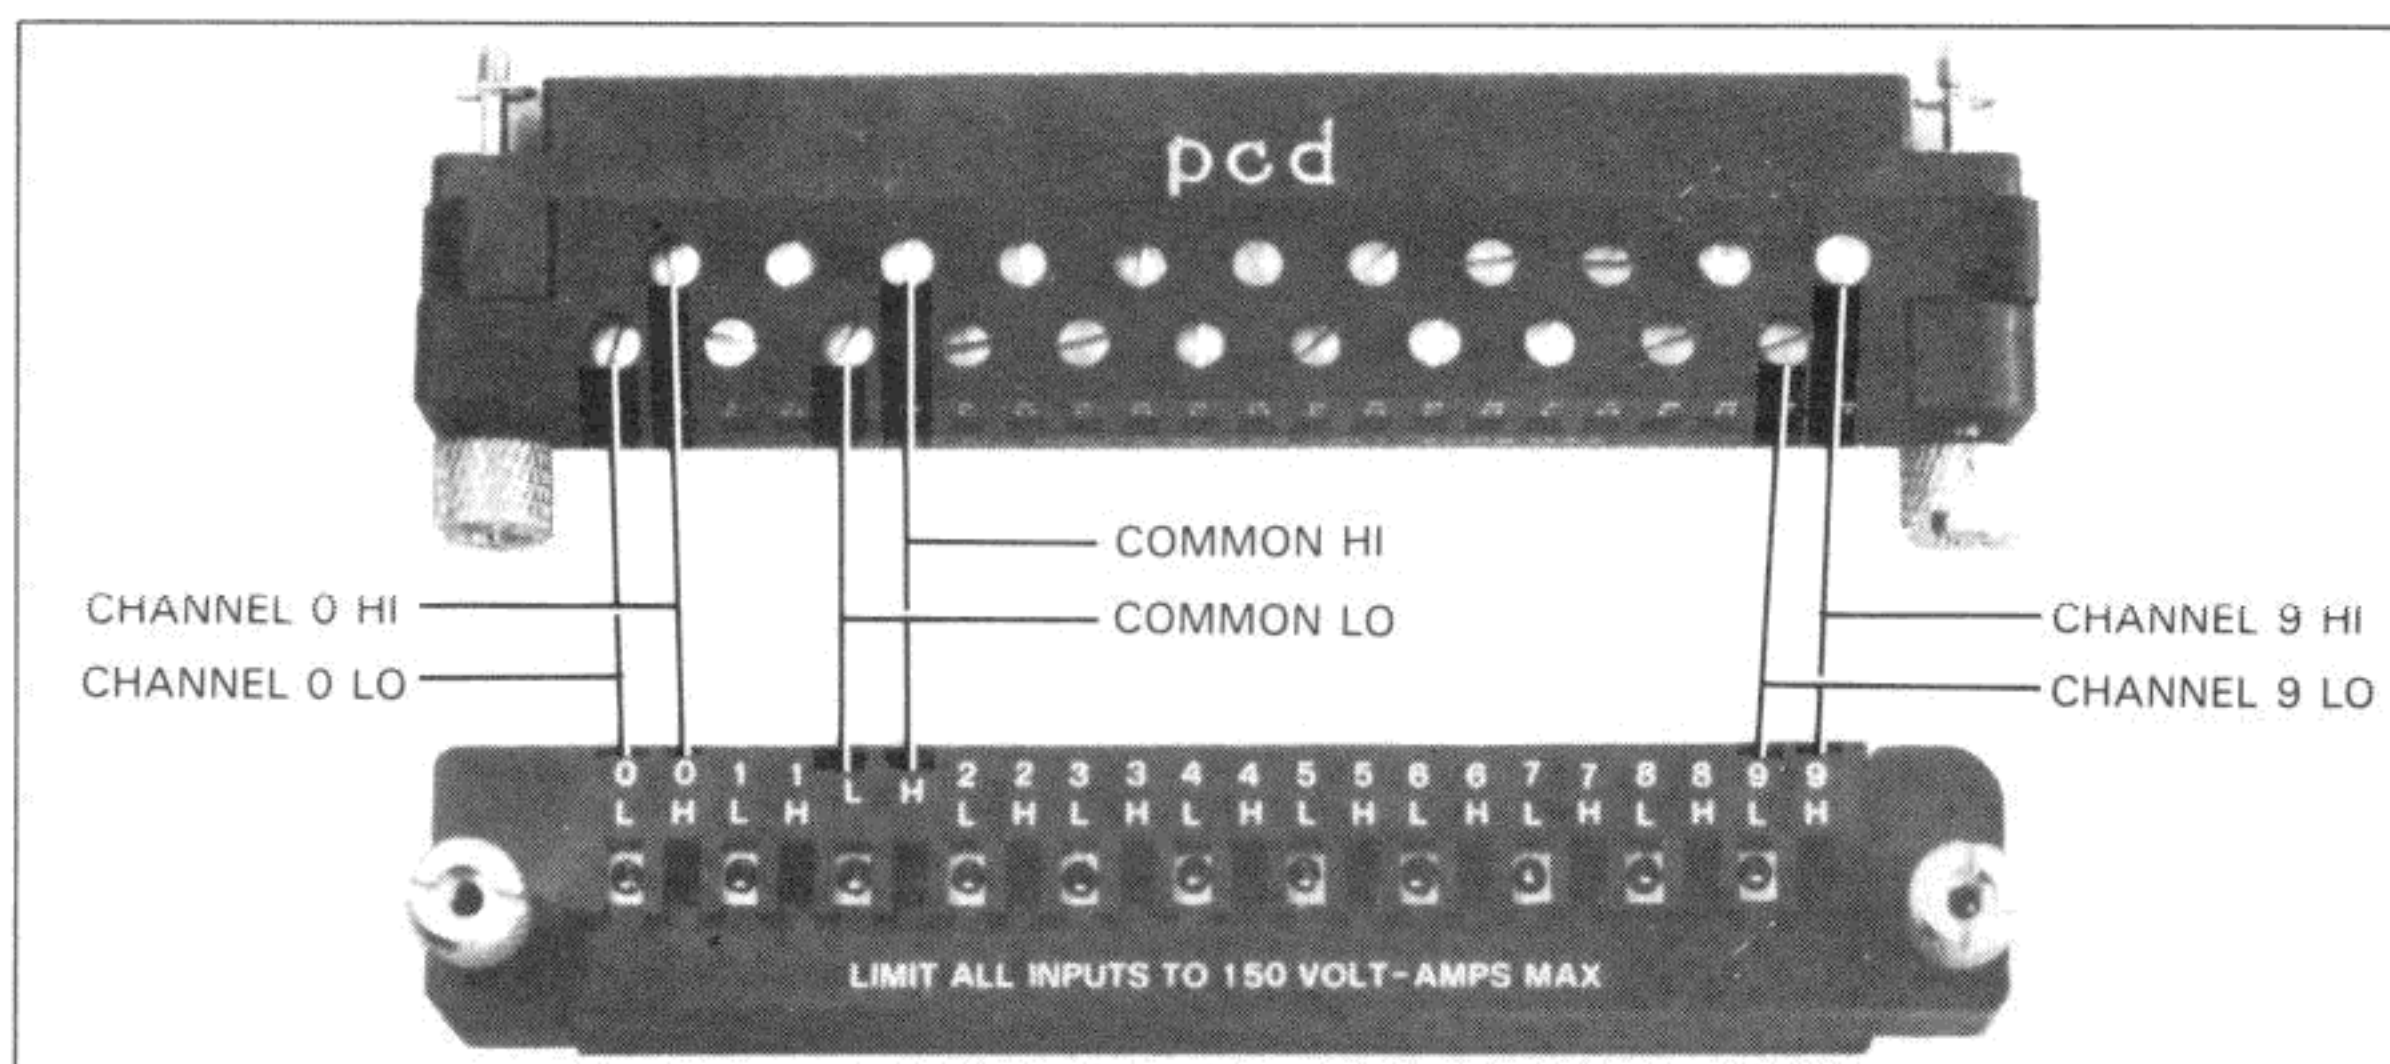 pcd
COMMON HI
CHANNEL 0 HI
COMMON LO
CHANNEL 9 HI
CHANNEL 0 LO
CHANNEL 9 LO
0 0 1 1 L H 2 2 3 3 4 4 5 5 6 6 7 7 8 8 9 9
L H L H L H L H L H L H L H L H L H L H
LIMIT ALL INPUTS TO 150 VOLT-AMPS MAX